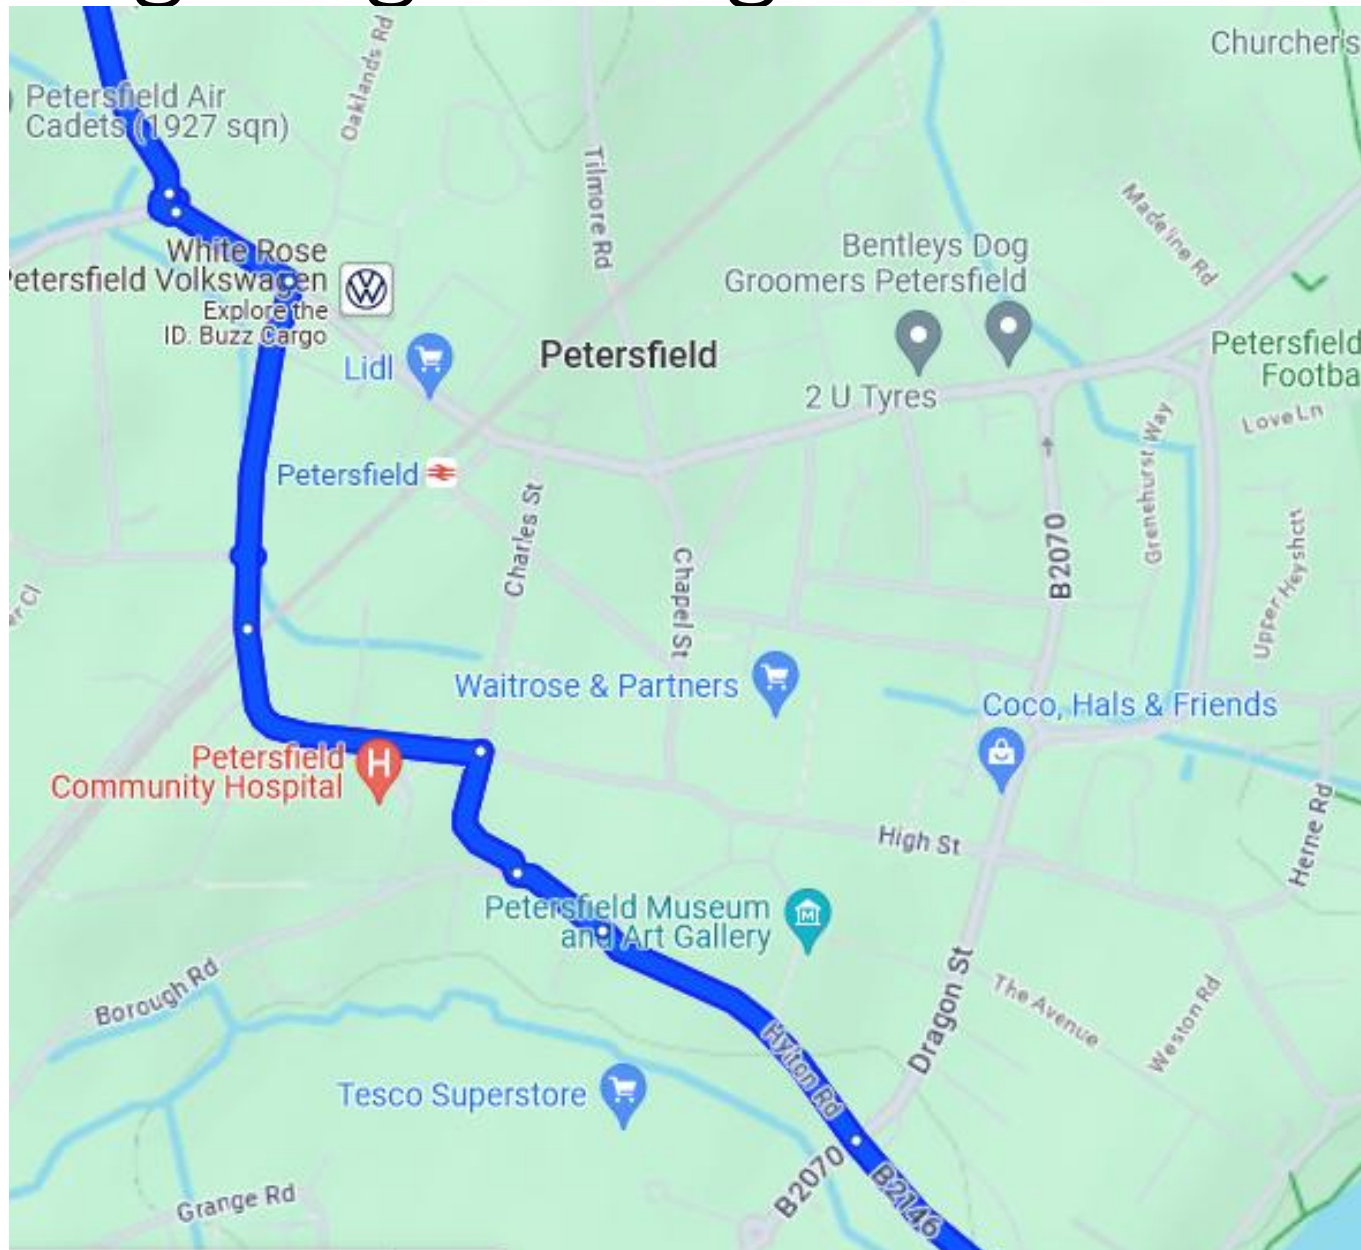 Oaklands Rd
Churcher's
Petersfield Air
Cadets (1927 sqn)
Tilmore Rd
Madeline Rd
White Rose
Petersfield Volkswagen
Explore the
ID. Buzz Cargo
Bentleys Dog
Groomers Petersfield
Lidl
Petersfield
2 U Tyres
Petersfield
Footba
Love Ln
Petersfield
Charles St
Chapel St
B2070
Grenehurst Way
Upper Heyshott
er Cl
Waitrose & Partners
Coco, Hals & Friends
Petersfield
Community Hospital
H
High St
Herne Rd
Petersfield Museum
and Art Gallery
M
Borough Rd
Dragon St
The Avenue
Weston Rd
Hylton Rd
Tesco Superstore
B2070
B2146
Grange Rd